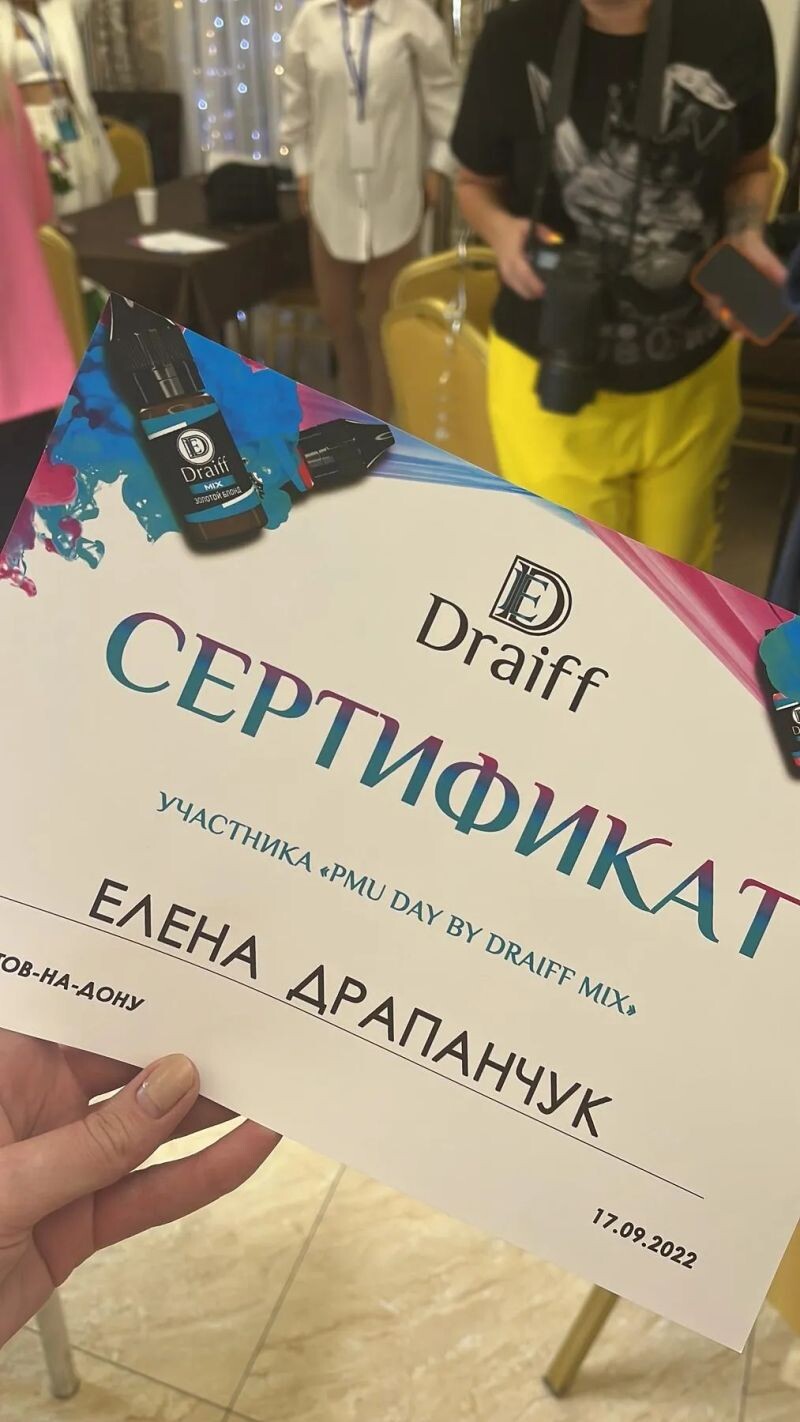 Draiff
MIX
ЗОЛОТОЙ БЛОНД
Draiff
СЕРТИФИКАТ
УЧАСТНИКА «PMU DAY BY DRAIFF MIX»
ЕЛЕНА ДРАПАНЧУК
ТОВ-НА-ДОНУ
17.09.2022